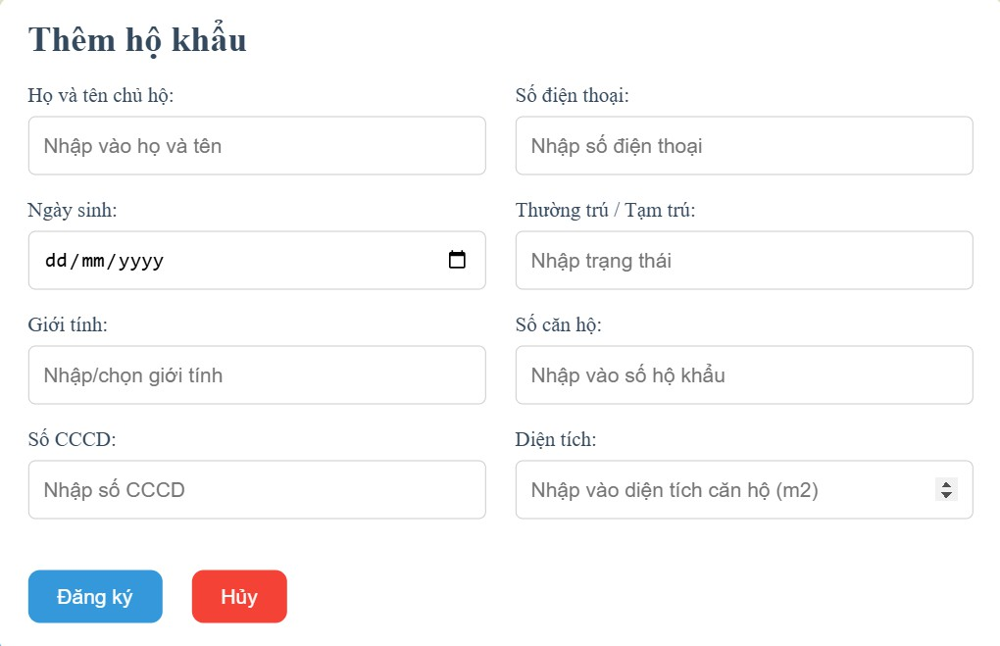 Thêm hộ khẩu
Họ và tên chủ hộ:
Nhập vào họ và tên
Số điện thoại:
Nhập số điện thoại
Ngày sinh:
dd/mm/yyyy
Thường trú / Tạm trú:
Nhập trạng thái
Giới tính:
Nhập/chọn giới tính
Số căn hộ:
Nhập vào số hộ khẩu
Số CCCD:
Nhập số CCCD
Diện tích:
Nhập vào diện tích căn hộ (m2)
Đăng ký
Hủy